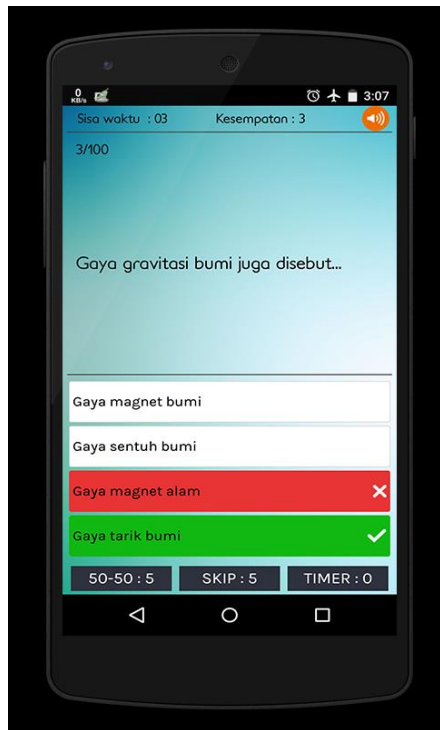 0
KB/s
3:07
Sisa waktu : 03 Kesempatan : 3
3/100
Gaya gravitasi bumi juga disebut...
Gaya magnet bumi
Gaya sentuh bumi
Gaya magnet alam
Gaya tarik bumi
50-50 : 5 SKIP : 5 TIMER : 0